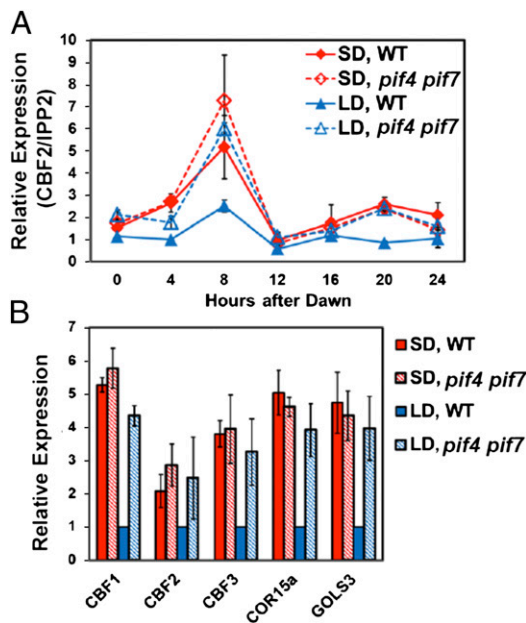 A
Relative Expression
(CBF2/IPP2)
10
9
8
7
6
5
4
3
2
1
0
SD, WT
SD, pif4 pif7
LD, WT
LD, pif4 pif7
0 4 8 12 16 20 24
Hours after Dawn
B
Relative Expression
7
6
5
4
3
2
1
0
SD, WT
SD, pif4 pif7
LD, WT
LD, pif4 pif7
CBF1 CBF2 CBF3 COR15a GOLS3